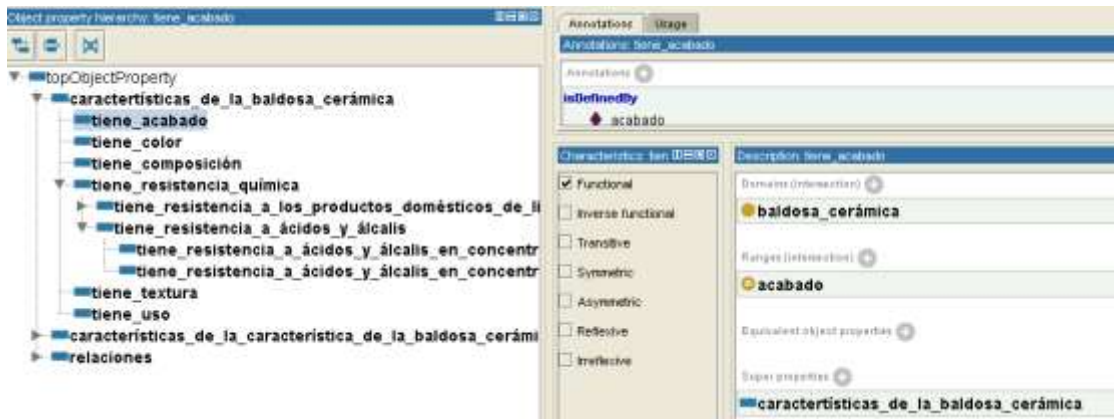 Object property hierarchy: tiene_acabado
topObjectProperty
caractertísticas_de_la_baldosa_cerámica
tiene_acabado
tiene_color
tiene_composición
tiene_resistencia_química
tiene_resistencia_a_los_productos_domésticos_de_li
tiene_resistencia_a_ácidos_y_álcalis
tiene_resistencia_a_ácidos_y_álcalis_en_concentr
tiene_resistencia_a_ácidos_y_álcalis_en_concentr
tiene_textura
tiene_uso
características_de_la_característica_de_la_baldosa_cerámi
relaciones
Annotations Usage
Annotations: tiene_acabado
Annotations
isDefinedBy
acabado
Characteristics: tien
Functional
Inverse functional
Transitive
Symmetric
Asymmetric
Reflexive
Irreflexive
Description: tiene_acabado
Domains (intersection)
baldosa_cerámica
Ranges (intersection)
acabado
Equivalent object properties
Super properties
caractertísticas_de_la_baldosa_cerámica